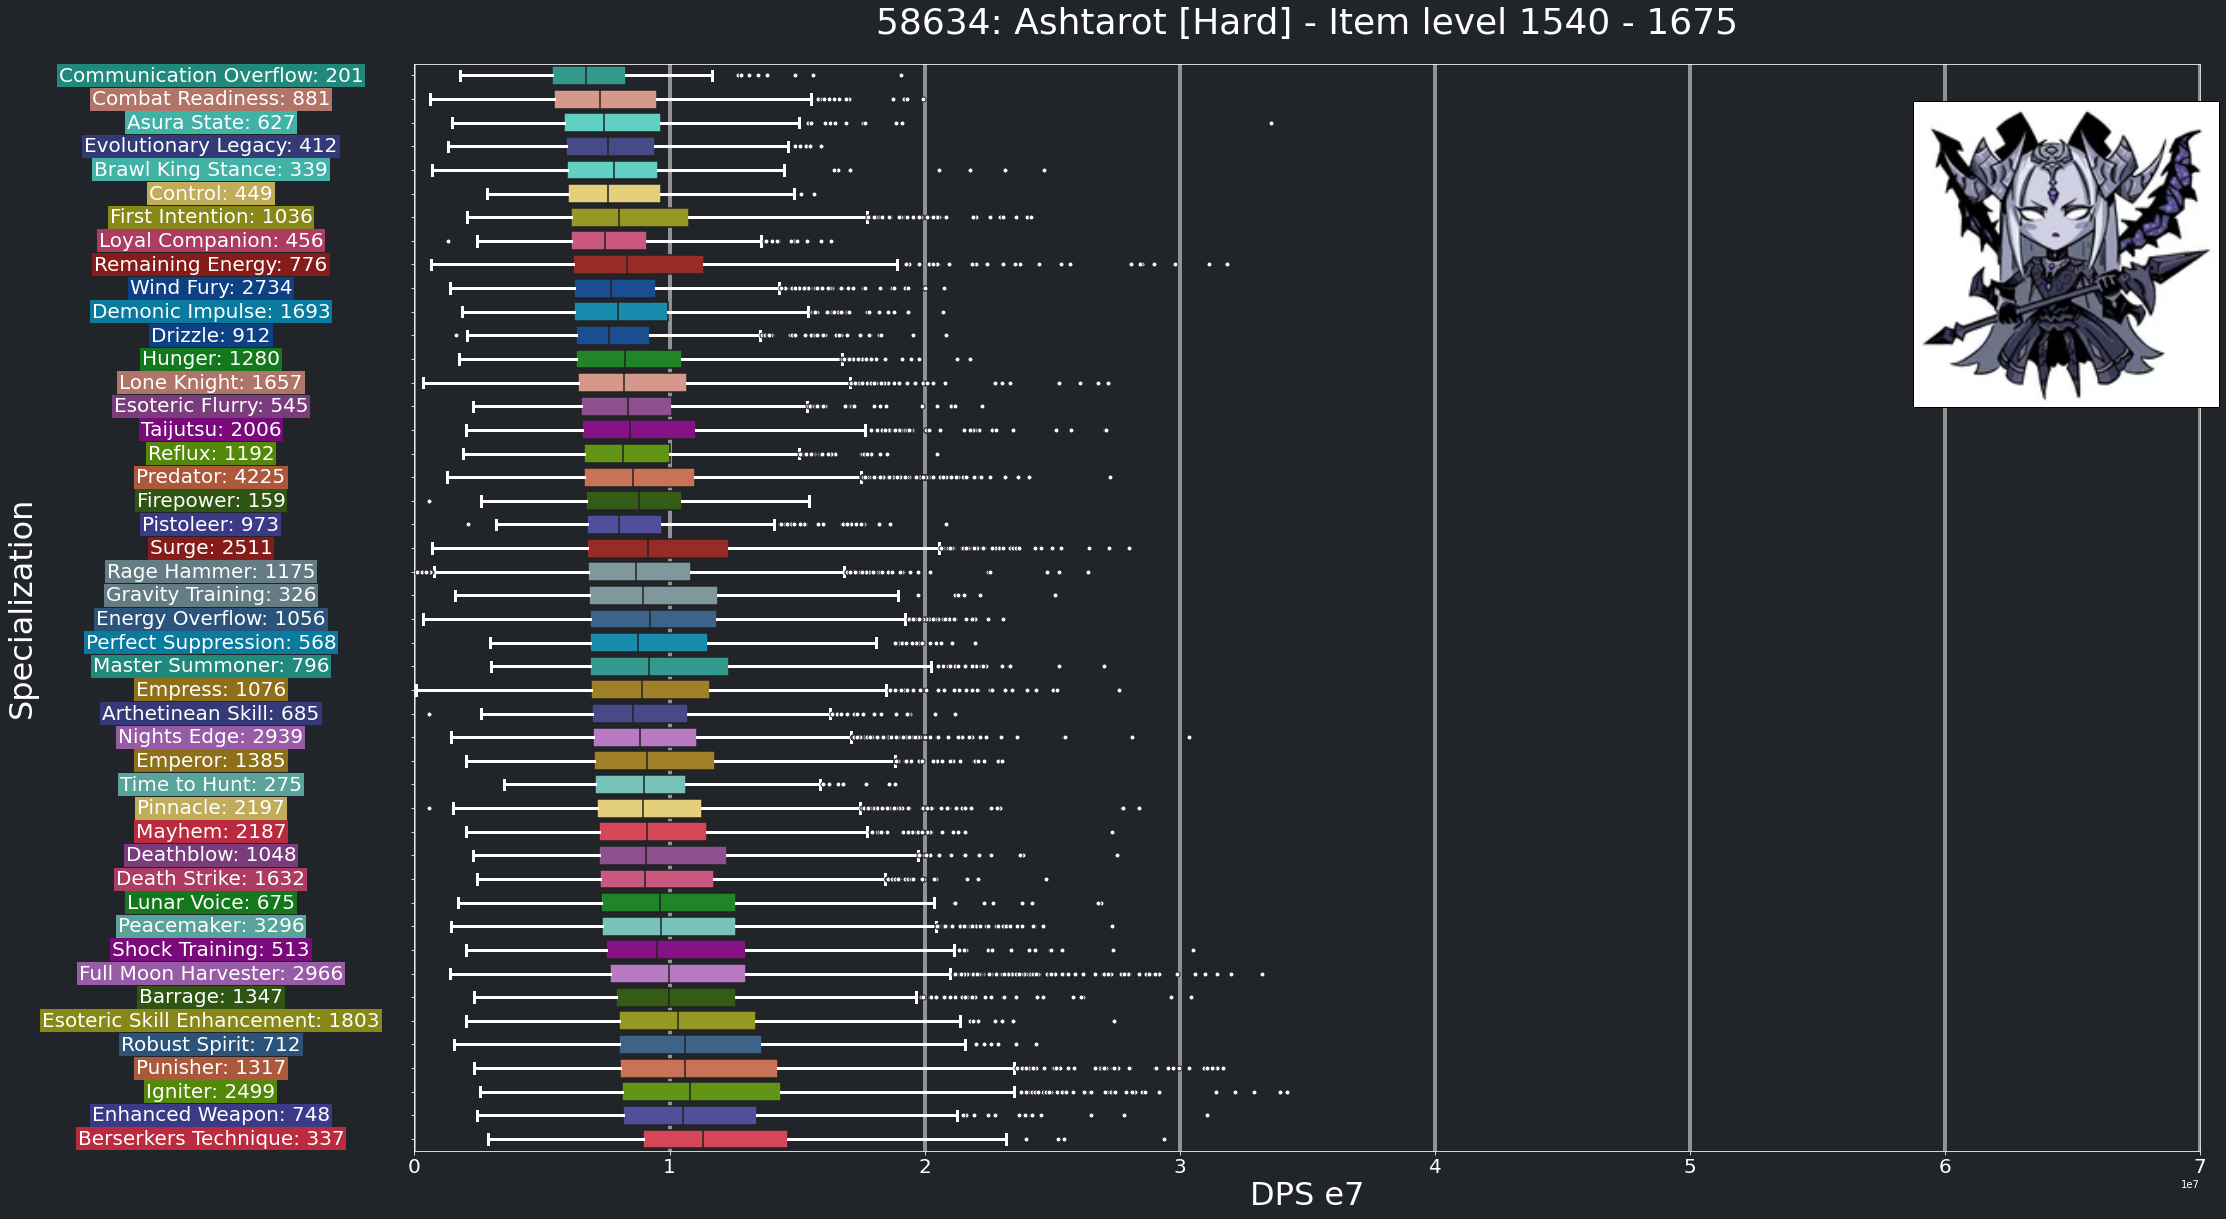 58634: Ashtarot [Hard] - Item level 1540 - 1675
Communication Overflow: 201
Combat Readiness: 881
Asura State: 627
Evolutionary Legacy: 412
Brawl King Stance: 339
Control: 449
First Intention: 1036
Loyal Companion: 456
Remaining Energy: 776
Wind Fury: 2734
Demonic Impulse: 1693
Drizzle: 912
Hunger: 1280
Lone Knight: 1657
Esoteric Flurry: 545
Taijutsu: 2006
Reflux: 1192
Predator: 4225
Firepower: 159
Pistoleer: 973
Surge: 2511
Rage Hammer: 1175
Gravity Training: 326
Energy Overflow: 1056
Perfect Suppression: 568
Master Summoner: 796
Empress: 1076
Arthetinean Skill: 685
Nights Edge: 2939
Emperor: 1385
Time to Hunt: 275
Pinnacle: 2197
Mayhem: 2187
Deathblow: 1048
Death Strike: 1632
Lunar Voice: 675
Peacemaker: 3296
Shock Training: 513
Full Moon Harvester: 2966
Barrage: 1347
Esoteric Skill Enhancement: 1803
Robust Spirit: 712
Punisher: 1317
Igniter: 2499
Enhanced Weapon: 748
Berserkers Technique: 337
Specialization
0 1 2 3 4 5 6 7
1e7
DPS e7